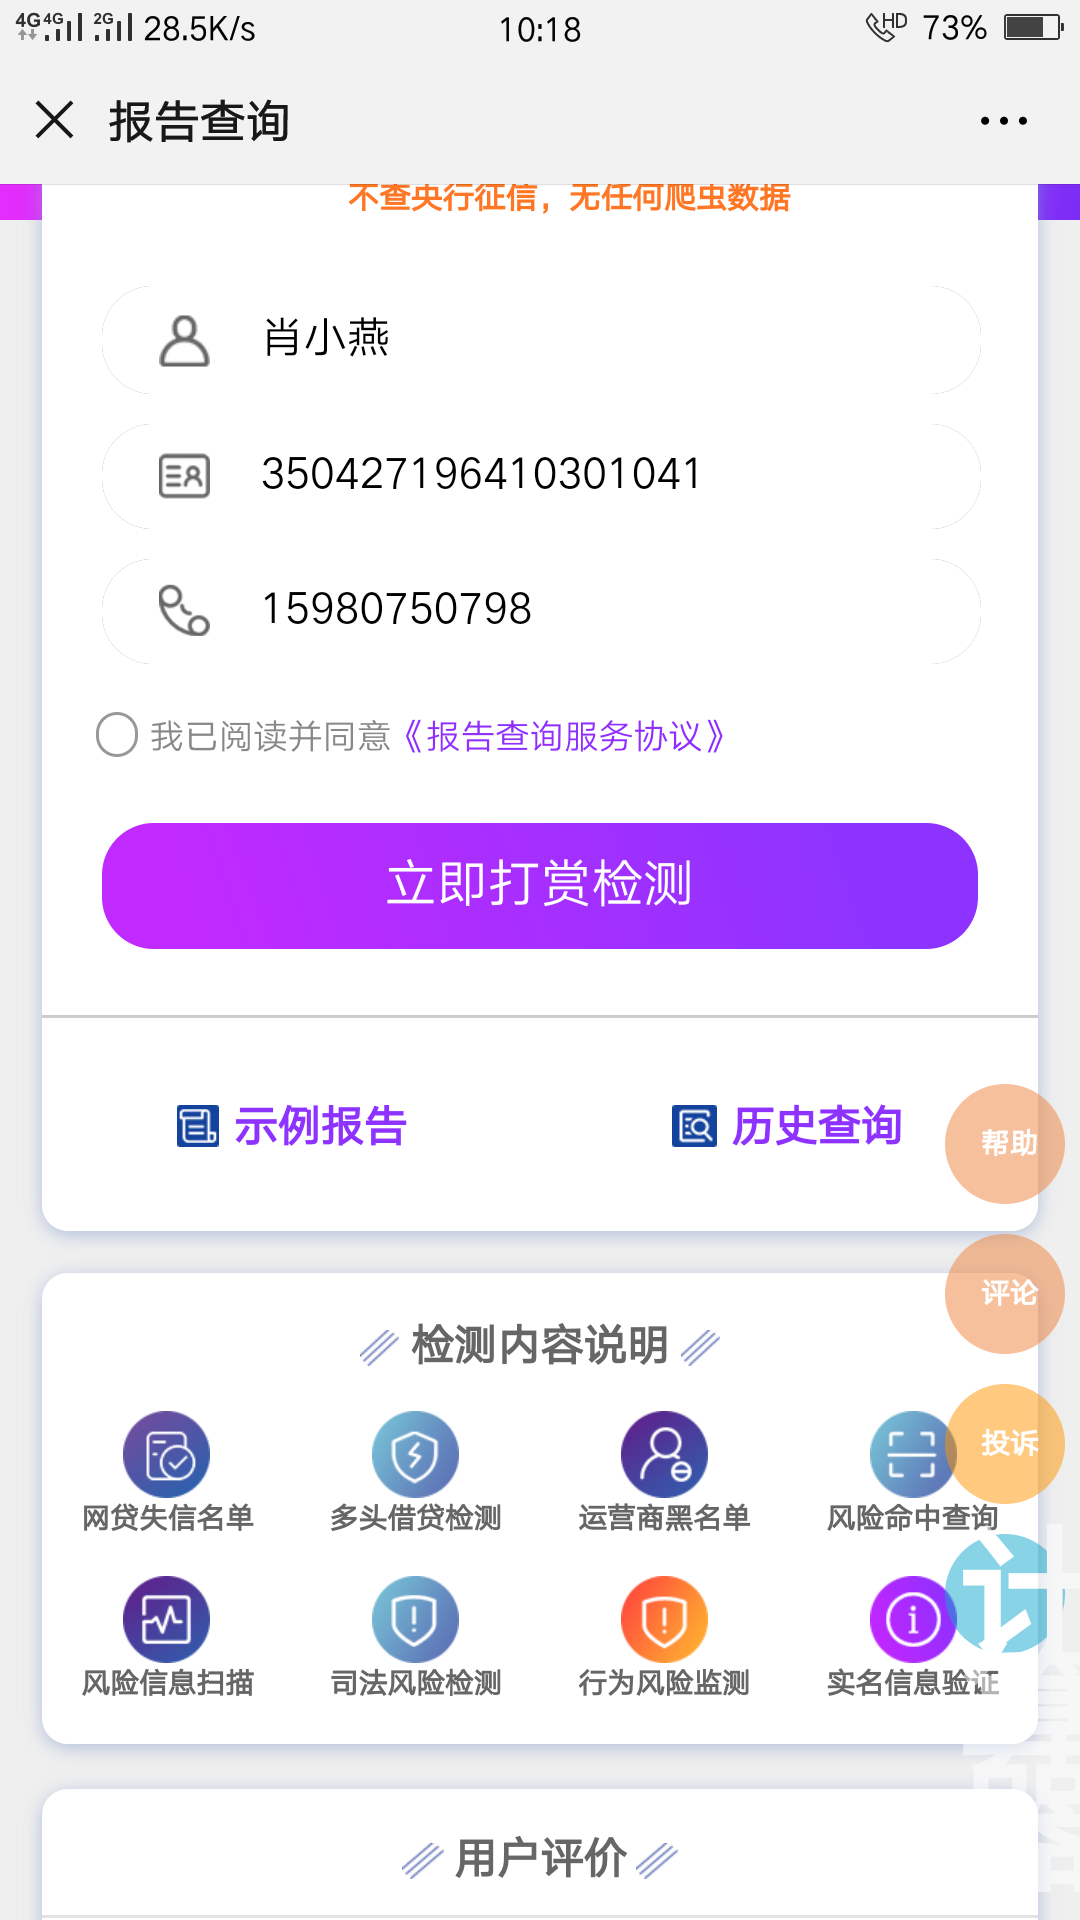 4G 4G 2G 28.5K/s 10:18 HD 73%
报告查询
不查央行征信，无任何爬虫数据
肖小燕
350427196410301041
15980750798
我已阅读并同意《报告查询服务协议》
立即打赏检测
示例报告 历史查询
帮助
评论
检测内容说明
投诉
网贷失信名单 多头借贷检测 运营商黑名单 风险命中查询
计算器
风险信息扫描 司法风险检测 行为风险监测 实名信息验证
用户评价